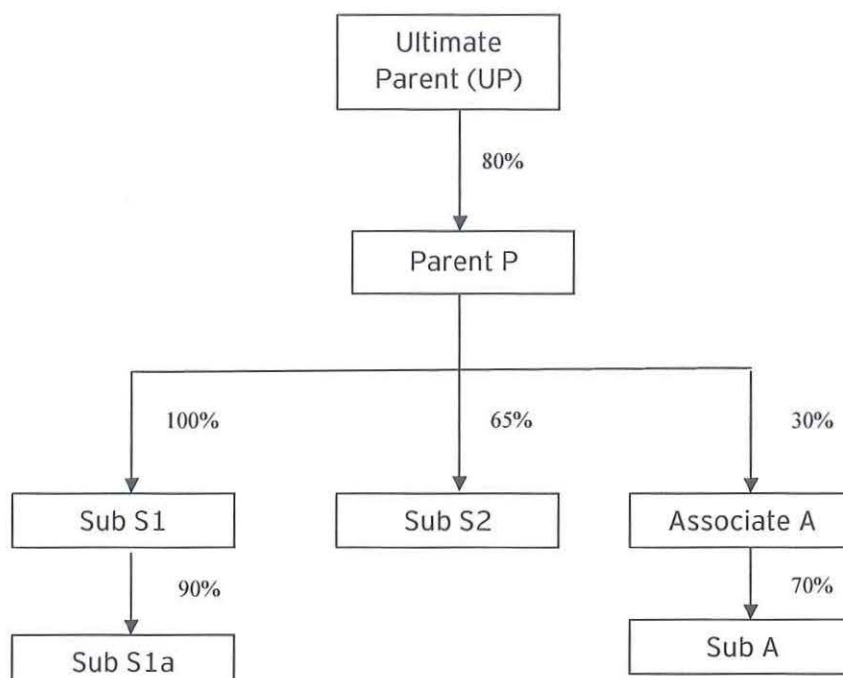 Ultimate
Parent (UP)
80%
Parent P
100%
65%
30%
Sub S1
Sub S2
Associate A
90%
70%
Sub S1a
Sub A